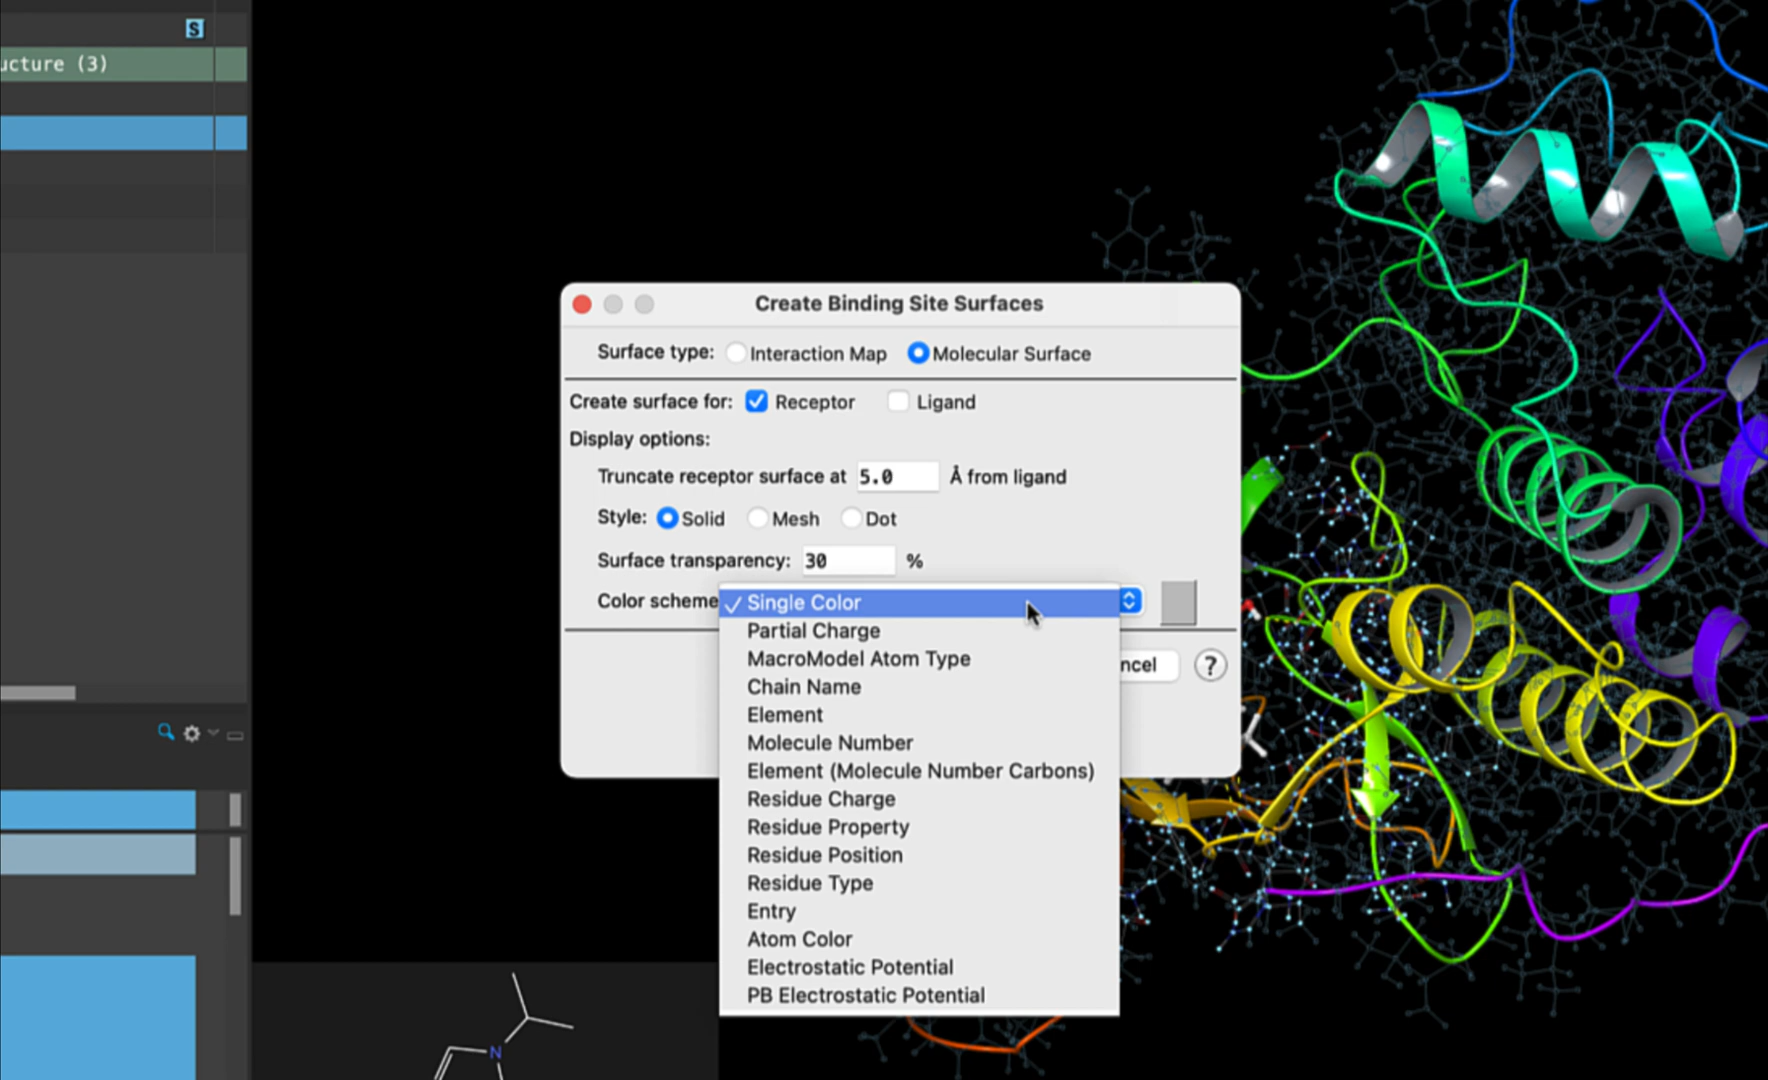 S
ucture (3)
Create Binding Site Surfaces
Surface type: Interaction Map Molecular Surface
Create surface for: Receptor Ligand
Display options:
Truncate receptor surface at 5.0 Å from ligand
Style: Solid Mesh Dot
Surface transparency: 30 %
Color scheme
✓ Single Color
Partial Charge
MacroModel Atom Type
Chain Name
Element
Molecule Number
Element (Molecule Number Carbons)
Residue Charge
Residue Property
Residue Position
Residue Type
Entry
Atom Color
Electrostatic Potential
PB Electrostatic Potential
ncel ?
N